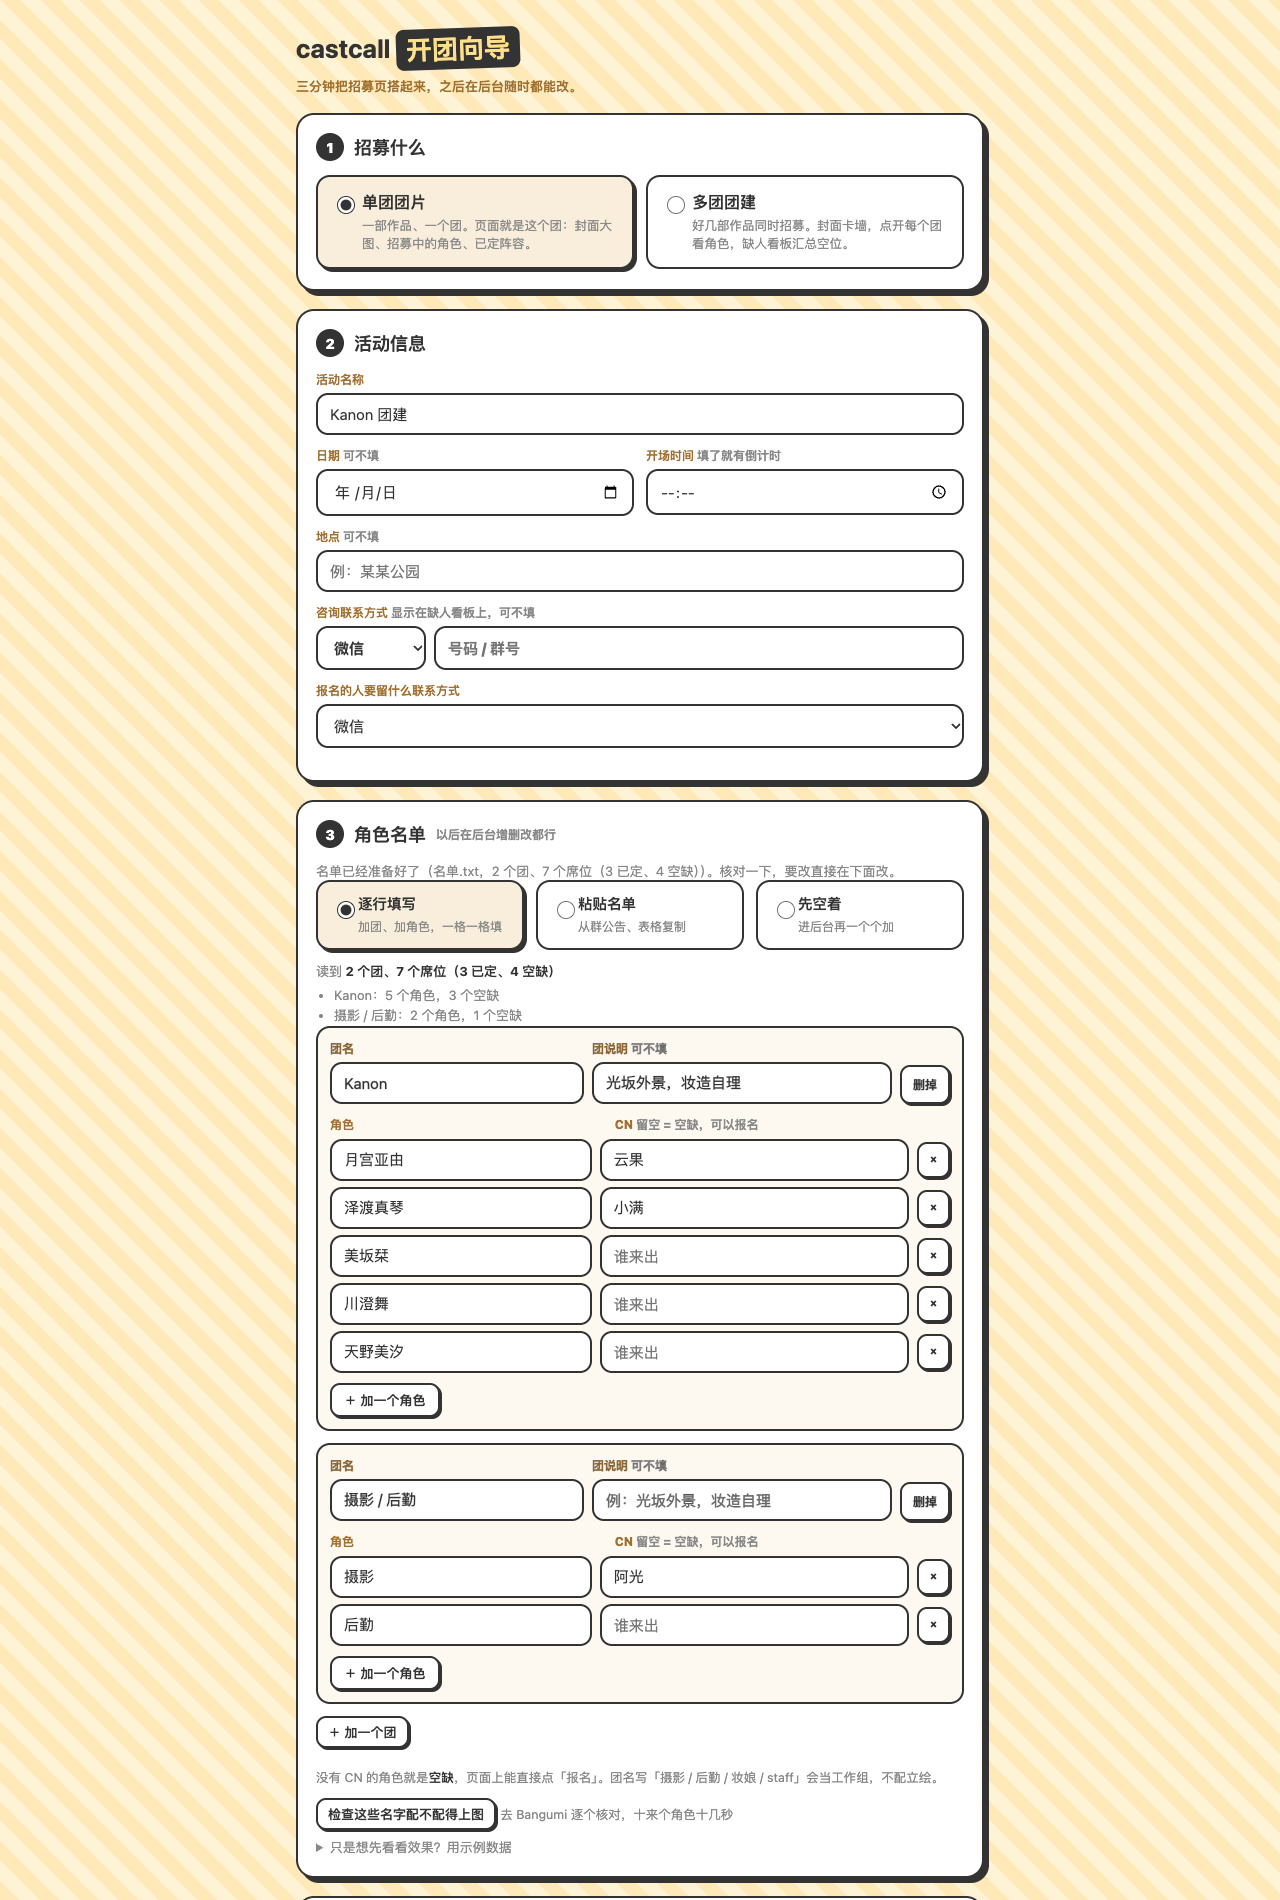 castcall 开团向导
三分钟把招募页搭起来，之后在后台随时都能改。
1 招募什么
单团团片
一部作品、一个团。页面就是这个团：封面大
图、招募中的角色、已定阵容。
多团团建
好几部作品同时招募。封面卡墙，点开每个团
看角色，缺人看板汇总空位。
2 活动信息
活动名称
Kanon 团建
日期 可不填
开场时间 填了就有倒计时
年 /月/日
--:--
地点 可不填
例：某某公园
咨询联系方式 显示在缺人看板上，可不填
微信
号码 / 群号
报名的人要留什么联系方式
微信
3 角色名单 以后在后台增删改都行
名单已经准备好了（名单.txt，2 个团、7 个席位（3 已定、4 空缺））。核对一下，要改直接在下面改。
逐行填写
加团、加角色，一格一格填
粘贴名单
从群公告、表格复制
先空着
进后台再一个个加
读到 2 个团、7 个席位（3 已定、4 空缺）
• Kanon：5 个角色，3 个空缺
• 摄影 / 后勤：2 个角色，1 个空缺
团名 团说明 可不填
Kanon 光坂外景，妆造自理 删掉
角色 CN 留空 = 空缺，可以报名
月宫亚由 云果 ×
泽渡真琴 小满 ×
美坂栞 谁来出 ×
川澄舞 谁来出 ×
天野美汐 谁来出 ×
＋ 加一个角色
团名 团说明 可不填
摄影 / 后勤 例：光坂外景，妆造自理 删掉
角色 CN 留空 = 空缺，可以报名
摄影 阿光 ×
后勤 谁来出 ×
＋ 加一个角色
＋ 加一个团
没有 CN 的角色就是空缺，页面上能直接点「报名」。团名写「摄影 / 后勤 / 妆娘 / staff」会当工作组，不配立绘。
检查这些名字配不配得上图 去 Bangumi 逐个核对，十来个角色十几秒
▶ 只是想先看看效果？用示例数据